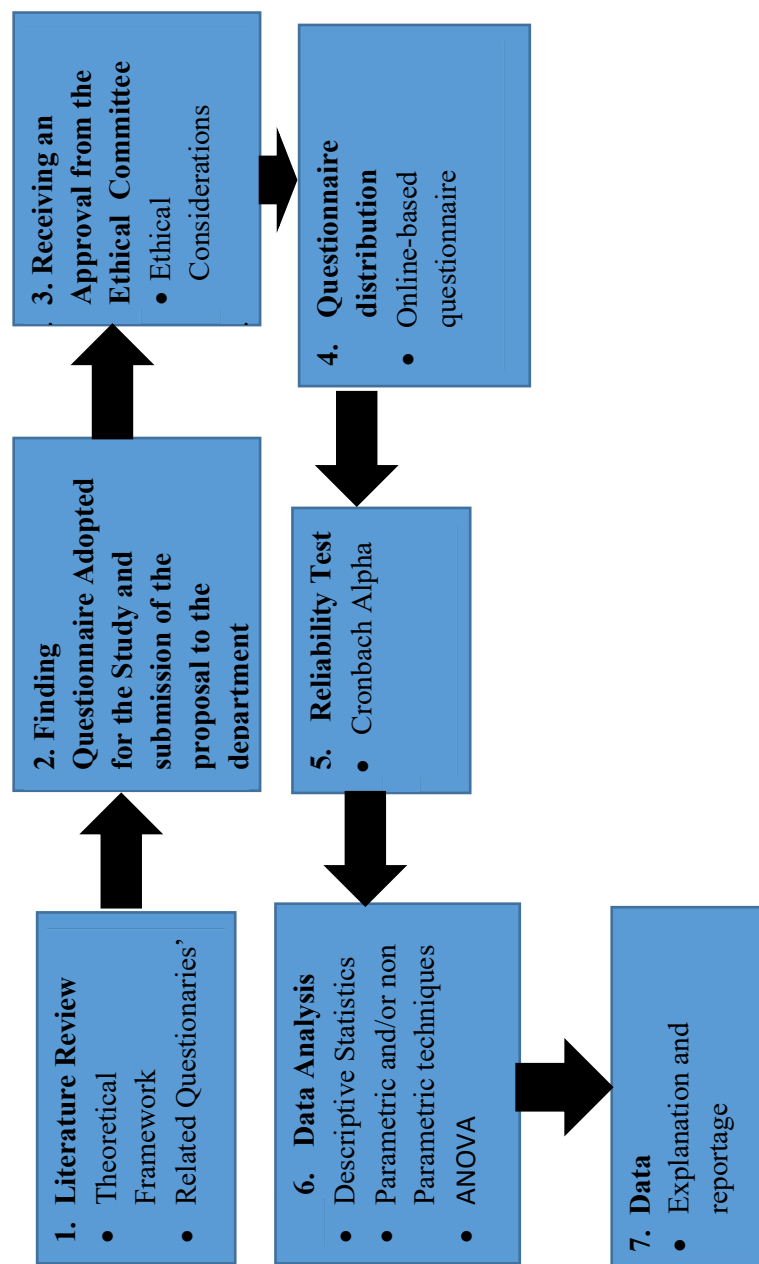 1. Literature Review
• Theoretical
Framework
• Related Questionaries’
2. Finding
Questionnaire Adopted
for the Study and
submission of the
proposal to the
department
3. Receiving an
Approval from the
Ethical Committee
• Ethical
Considerations
4. Questionnaire
distribution
• Online-based
questionnaire
5. Reliability Test
• Cronbach Alpha
6. Data Analysis
• Descriptive Statistics
• Parametric and/or non
Parametric techniques
• ANOVA
7. Data
• Explanation and
reportage